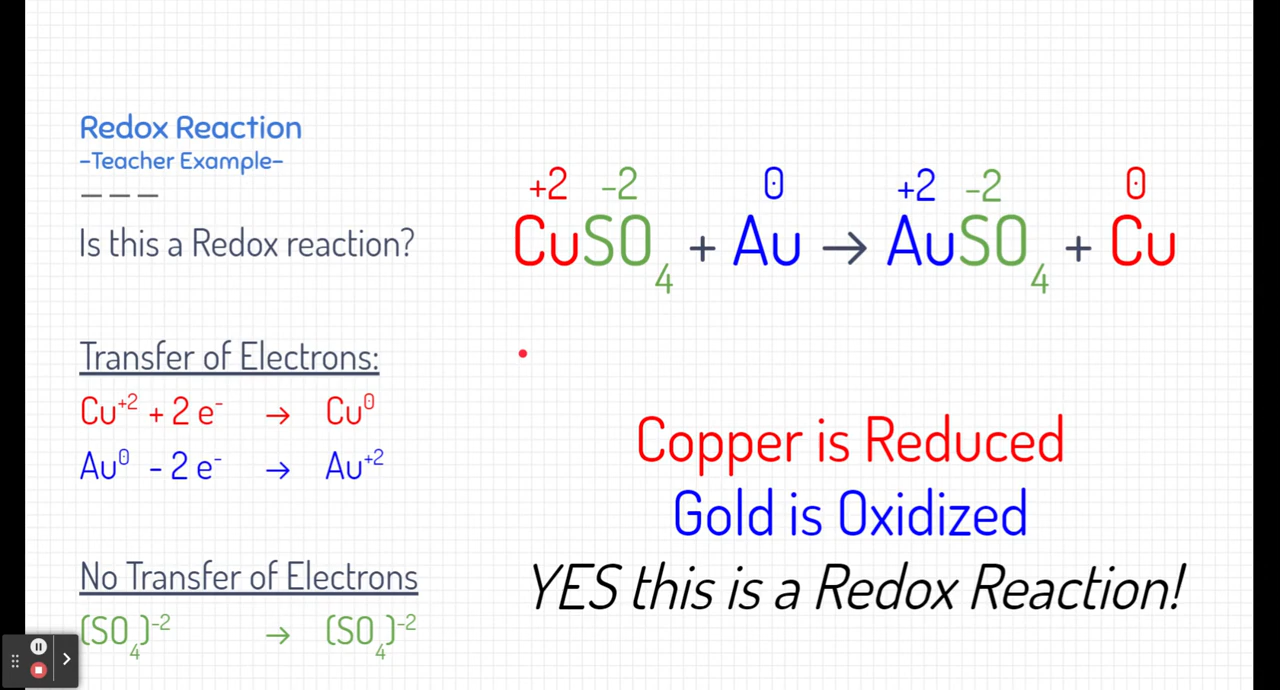 Redox Reaction
-Teacher Example-
Is this a Redox reaction?
+2 -2 0 +2 -2 0
CuSO₄ + Au → AuSO₄ + Cu
Transfer of Electrons:
Cu⁺² + 2 e⁻ → Cu⁰
Au⁰ - 2 e⁻ → Au⁺²
Copper is Reduced
Gold is Oxidized
YES this is a Redox Reaction!
No Transfer of Electrons
(SO₄)⁻² → (SO₄)⁻²